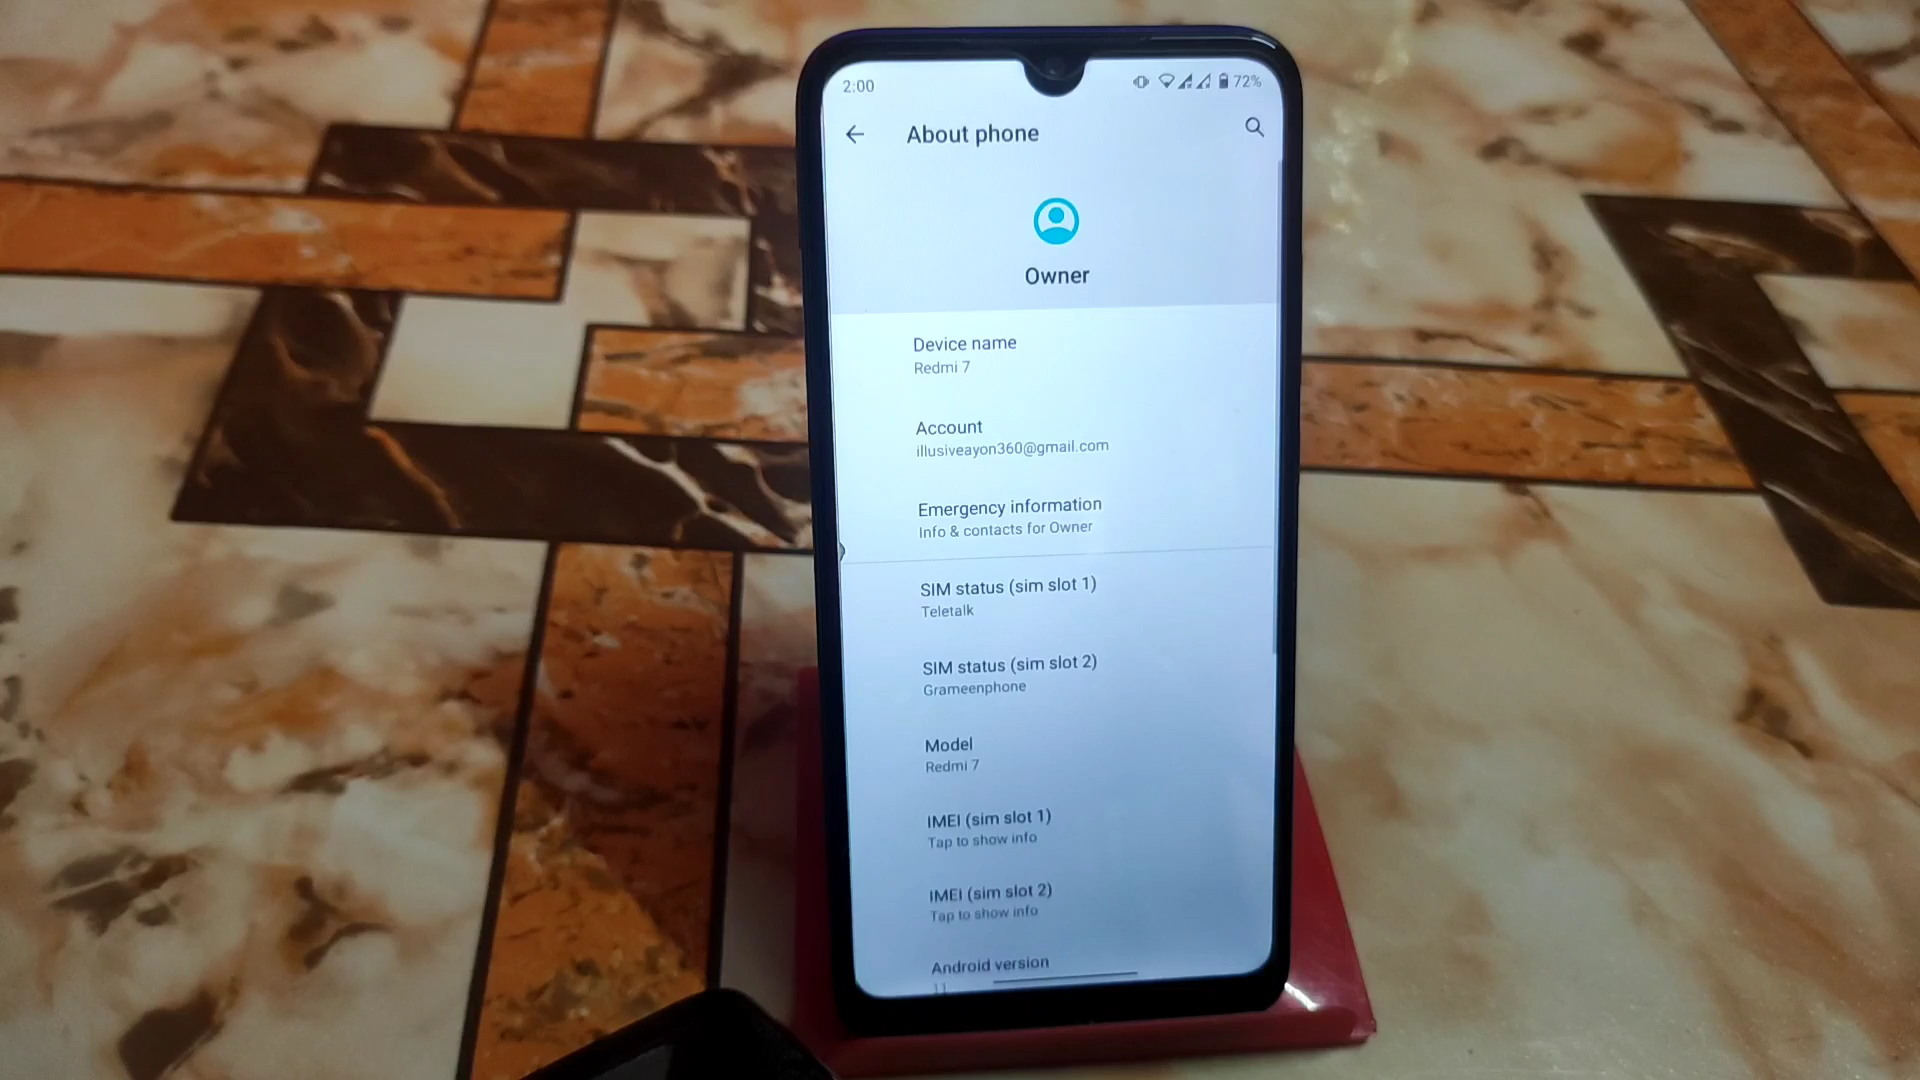 2:00 72%
About phone
Owner
Device name
Redmi 7
Account
illusiveayon360@gmail.com
Emergency information
Info & contacts for Owner
SIM status (sim slot 1)
Teletalk
SIM status (sim slot 2)
Grameenphone
Model
Redmi 7
IMEI (sim slot 1)
Tap to show info
IMEI (sim slot 2)
Tap to show info
Android version
11